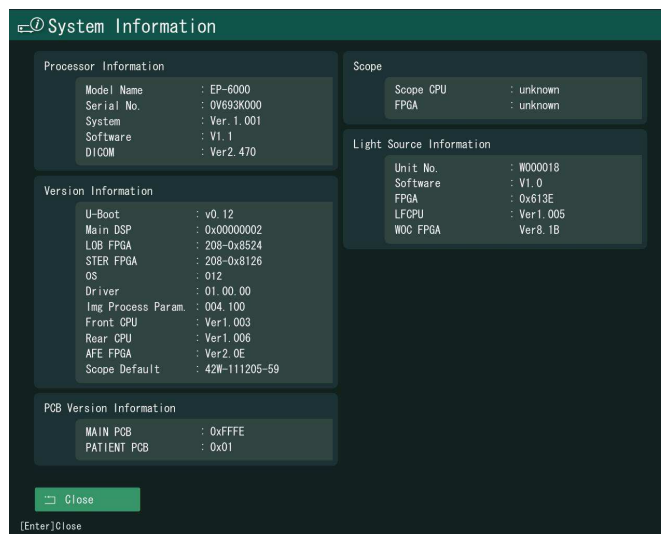 System Information
Processor Information
Model Name : EP-6000
Serial No. : 0V693K000
System : Ver.1.001
Software : V1.1
DICOM : Ver2.470
Version Information
U-Boot : v0.12
Main DSP : 0x00000002
LOB FPGA : 208-0x8524
STER FPGA : 208-0x8126
OS : 012
Driver : 01.00.00
Img Process Param. : 004.100
Front CPU : Ver1.003
Rear CPU : Ver1.006
AFE FPGA : Ver2.0E
Scope Default : 42W-111205-59
PCB Version Information
MAIN PCB : 0xFFFE
PATIENT PCB : 0x01
Scope
Scope CPU : unknown
FPGA : unknown
Light Source Information
Unit No. : W000018
Software : V1.0
FPGA : 0x613E
LFCPU : Ver1.005
WOC FPGA Ver8.1B
Close
[Enter]Close